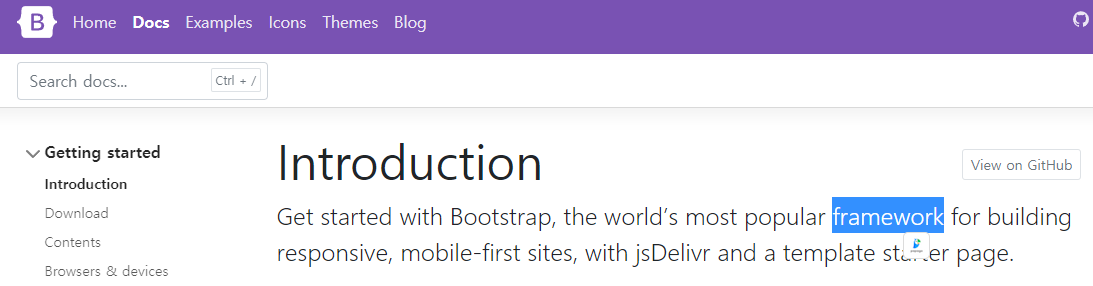 B Home Docs Examples Icons Themes Blog
Search docs... Ctrl + /
Getting started
Introduction
Download
Contents
Browsers & devices
Introduction
View on GitHub
Get started with Bootstrap, the world's most popular framework for building
responsive, mobile-first sites, with jsDelivr and a template starter page.